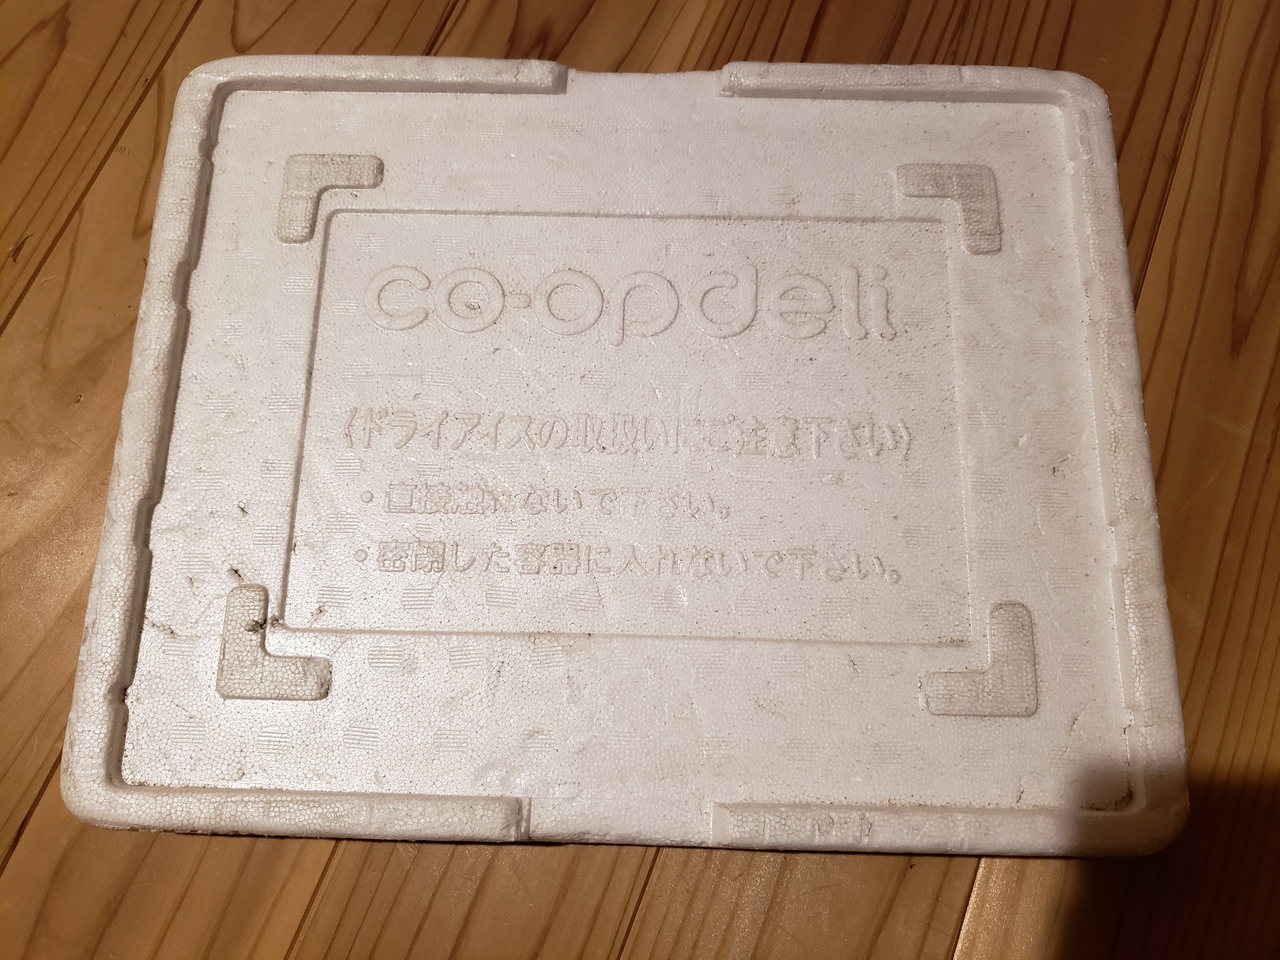 co-opdeli
(ドライアイスの取扱いにご注意下さい)
・直接触れないで下さい。
・密閉した容器に入れないで下さい。